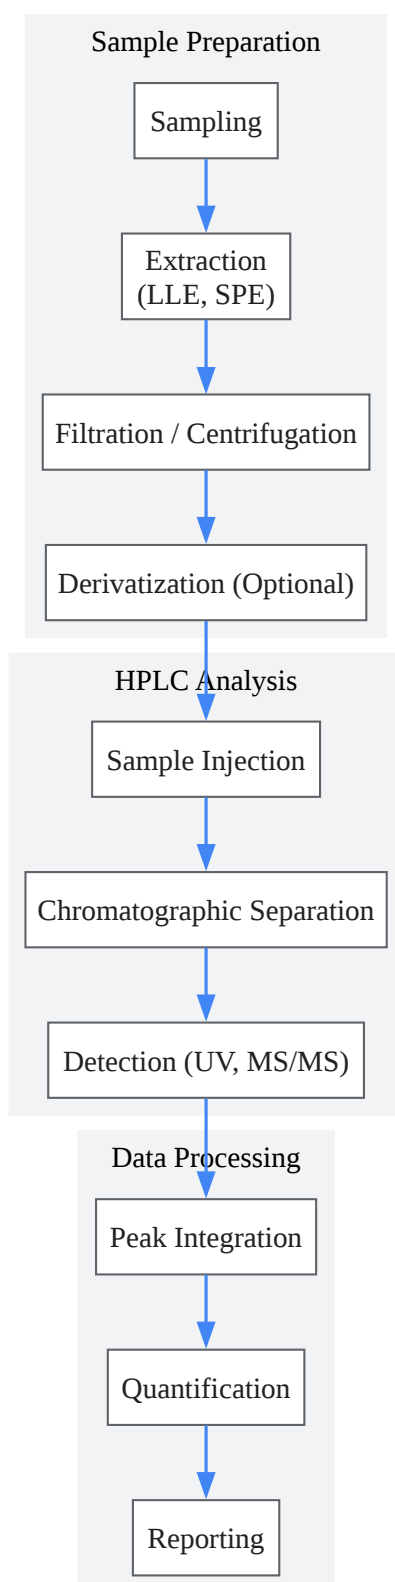 Sample Preparation
Sampling
Extraction
(LLE, SPE)
Filtration / Centrifugation
Derivatization (Optional)
HPLC Analysis
Sample Injection
Chromatographic Separation
Detection (UV, MS/MS)
Data Processing
Peak Integration
Quantification
Reporting